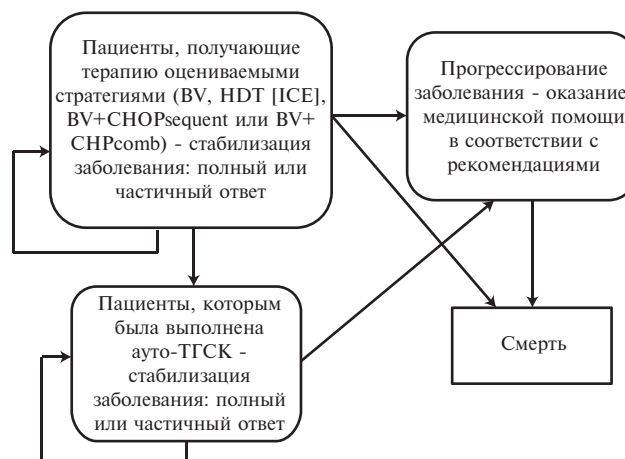 Пациенты, получающие
терапию оцениваемыми
стратегиями (BV, HDT [ICE],
BV+CHOPsequent или BV+
CHPcomb) - стабилизация
заболевания: полный или
частичный ответ
Прогрессирование
заболевания - оказание
медицинской помощи
в соответствии с
рекомендациями
Пациенты, которым
была выполнена
ауто-ТГСК -
стабилизация
заболевания: полный
или частичный ответ
Смерть